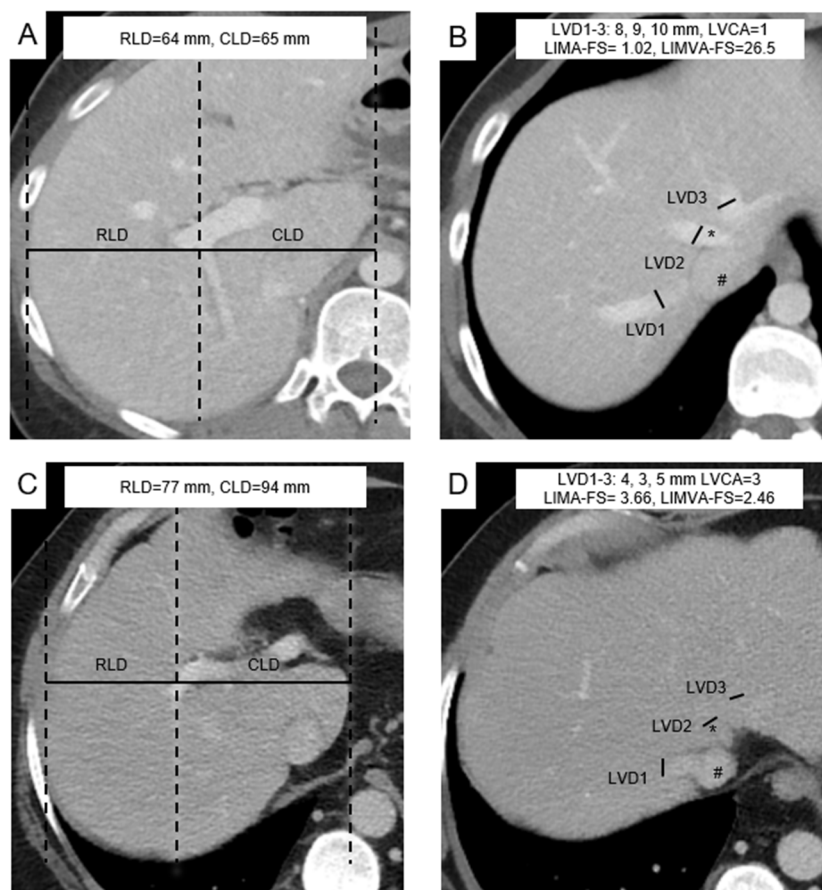 A
RLD=64 mm, CLD=65 mm
RLD
CLD
B
LVD1-3: 8, 9, 10 mm, LVCA=1
LIMA-FS= 1.02, LIMVA-FS=26.5
LVD3
*
LVD2
#
LVD1
C
RLD=77 mm, CLD=94 mm
RLD
CLD
D
LVD1-3: 4, 3, 5 mm LVCA=3
LIMA-FS= 3.66, LIMVA-FS=2.46
LVD3
LVD2
*
LVD1
#